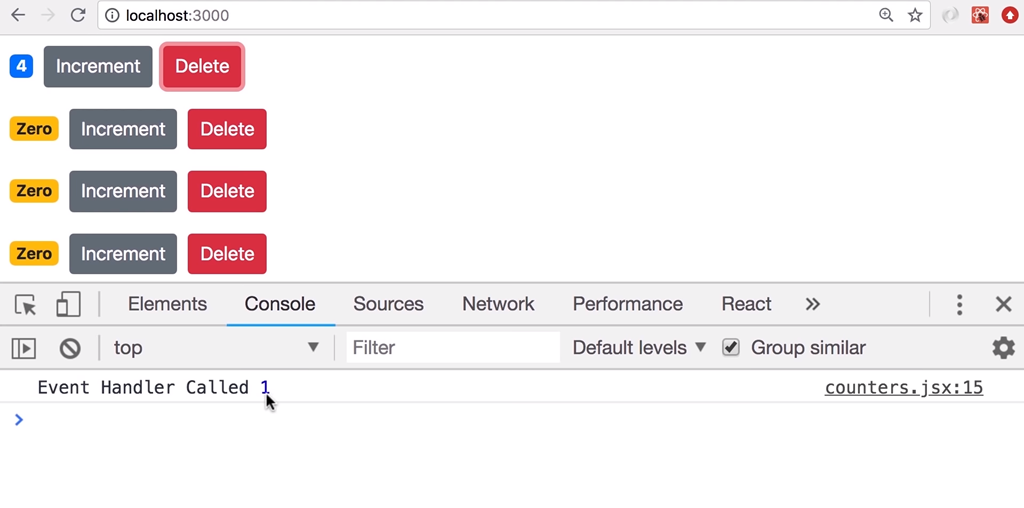 localhost:3000
4 Increment Delete
Zero Increment Delete
Zero Increment Delete
Zero Increment Delete
Elements Console Sources Network Performance React »
top Filter Default levels Group similar
Event Handler Called 1 counters.jsx:15